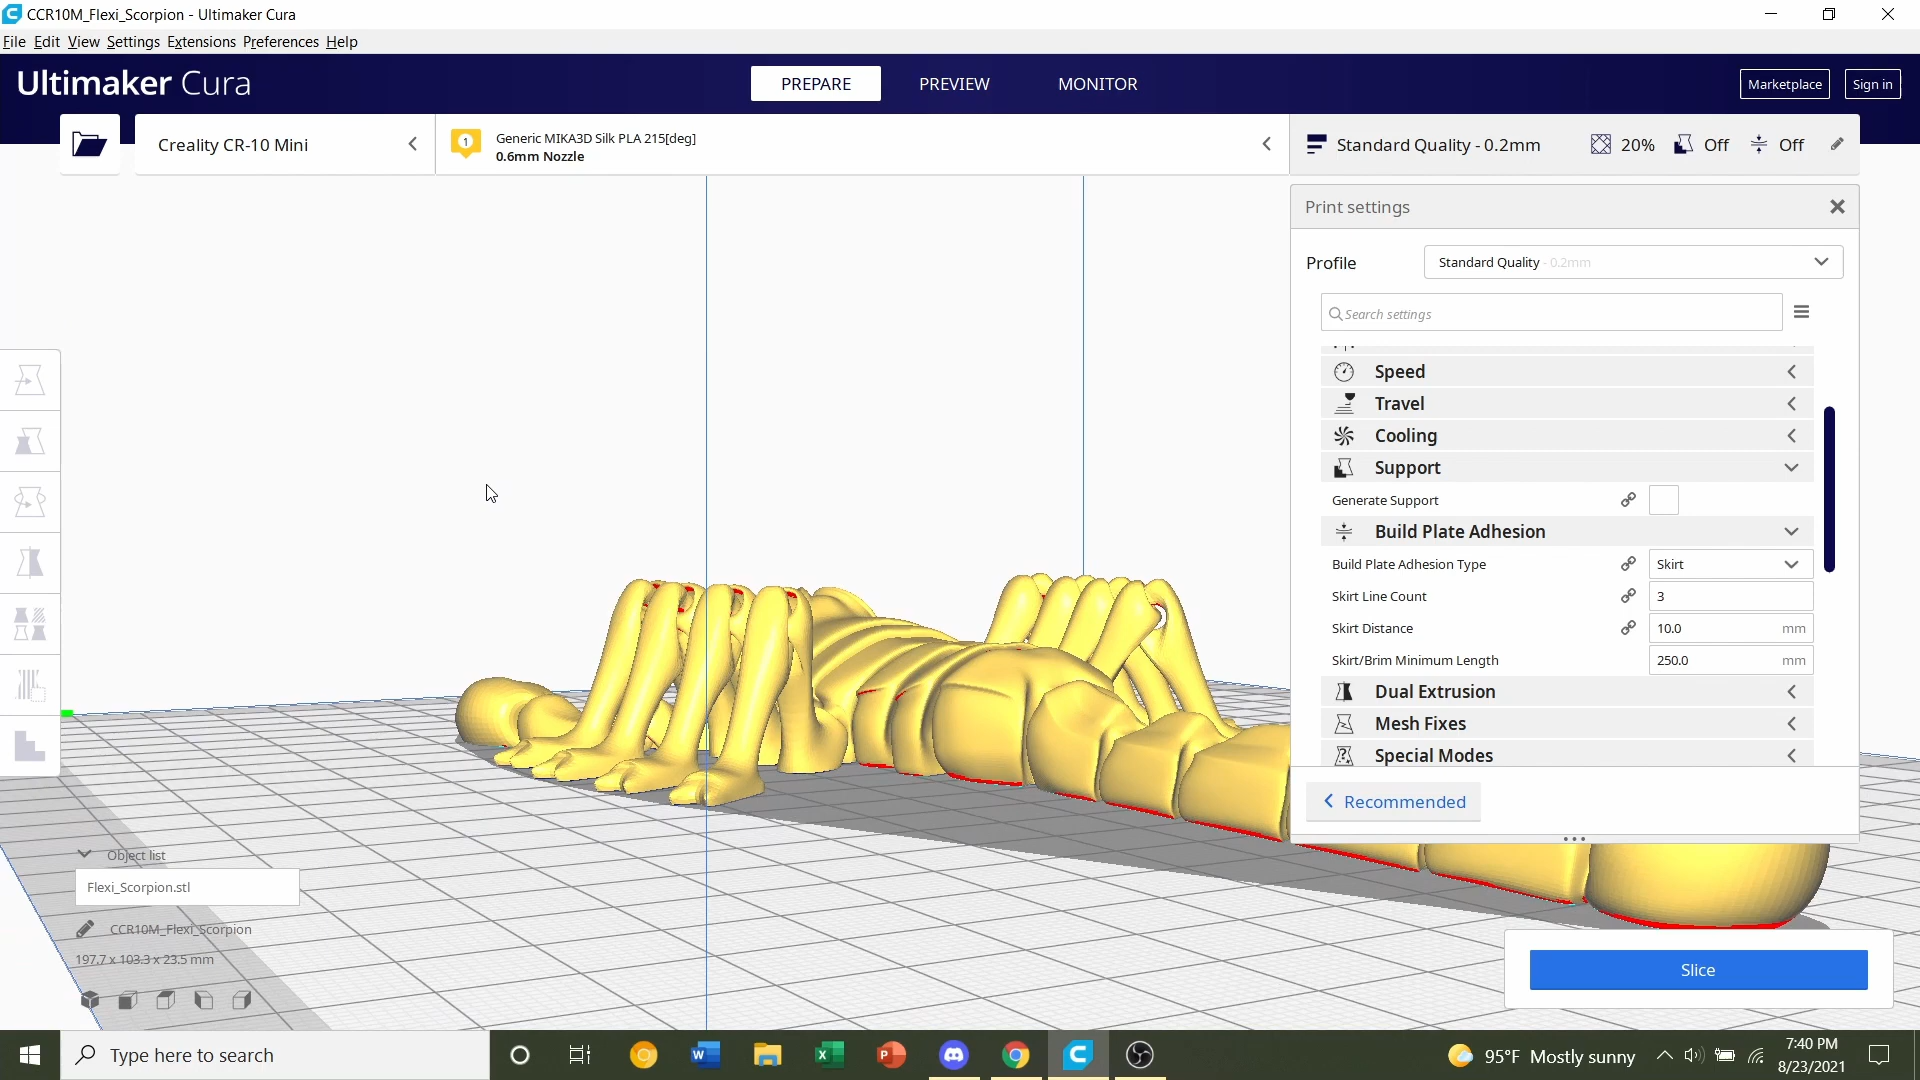 CCR10M_Flexi_Scorpion - Ultimaker Cura
File Edit View Settings Extensions Preferences Help
Ultimaker Cura
PREPARE
PREVIEW
MONITOR
Marketplace
Sign in
Creality CR-10 Mini
1
Generic MIKA3D Silk PLA 215[deg]
0.6mm Nozzle
Standard Quality - 0.2mm
20%
Off
Off
Print settings
Profile
Standard Quality - 0.2mm
Search settings
Speed
Travel
Cooling
Support
Generate Support
Build Plate Adhesion
Build Plate Adhesion Type
Skirt
Skirt Line Count
3
Skirt Distance
10.0 mm
Skirt/Brim Minimum Length
250.0 mm
Dual Extrusion
Mesh Fixes
Special Modes
Recommended
Object list
Flexi_Scorpion.stl
CCR10M_Flexi_Scorpion
197.7 x 103.3 x 23.5 mm
Slice
Type here to search
95°F Mostly sunny
7:40 PM
8/23/2021